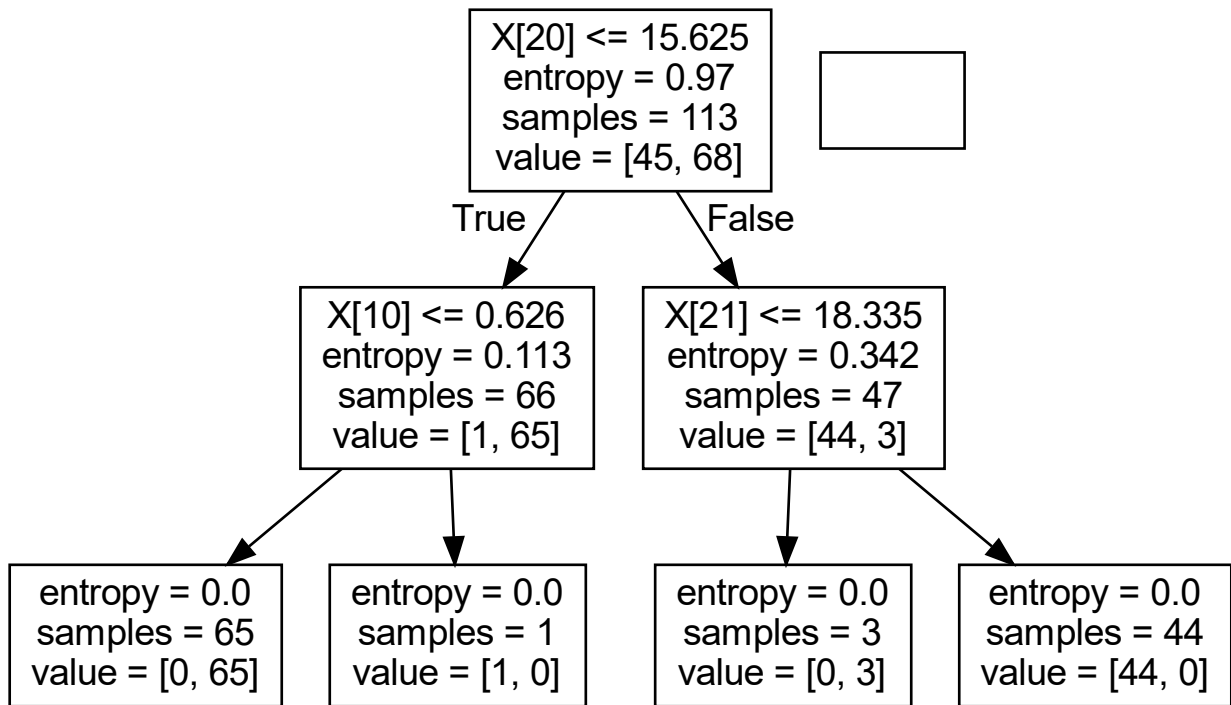 X[20] <= 15.625
entropy = 0.97
samples = 113
value = [45, 68]
True
False
X[10] <= 0.626
entropy = 0.113
samples = 66
value = [1, 65]
X[21] <= 18.335
entropy = 0.342
samples = 47
value = [44, 3]
entropy = 0.0
samples = 65
value = [0, 65]
entropy = 0.0
samples = 1
value = [1, 0]
entropy = 0.0
samples = 3
value = [0, 3]
entropy = 0.0
samples = 44
value = [44, 0]